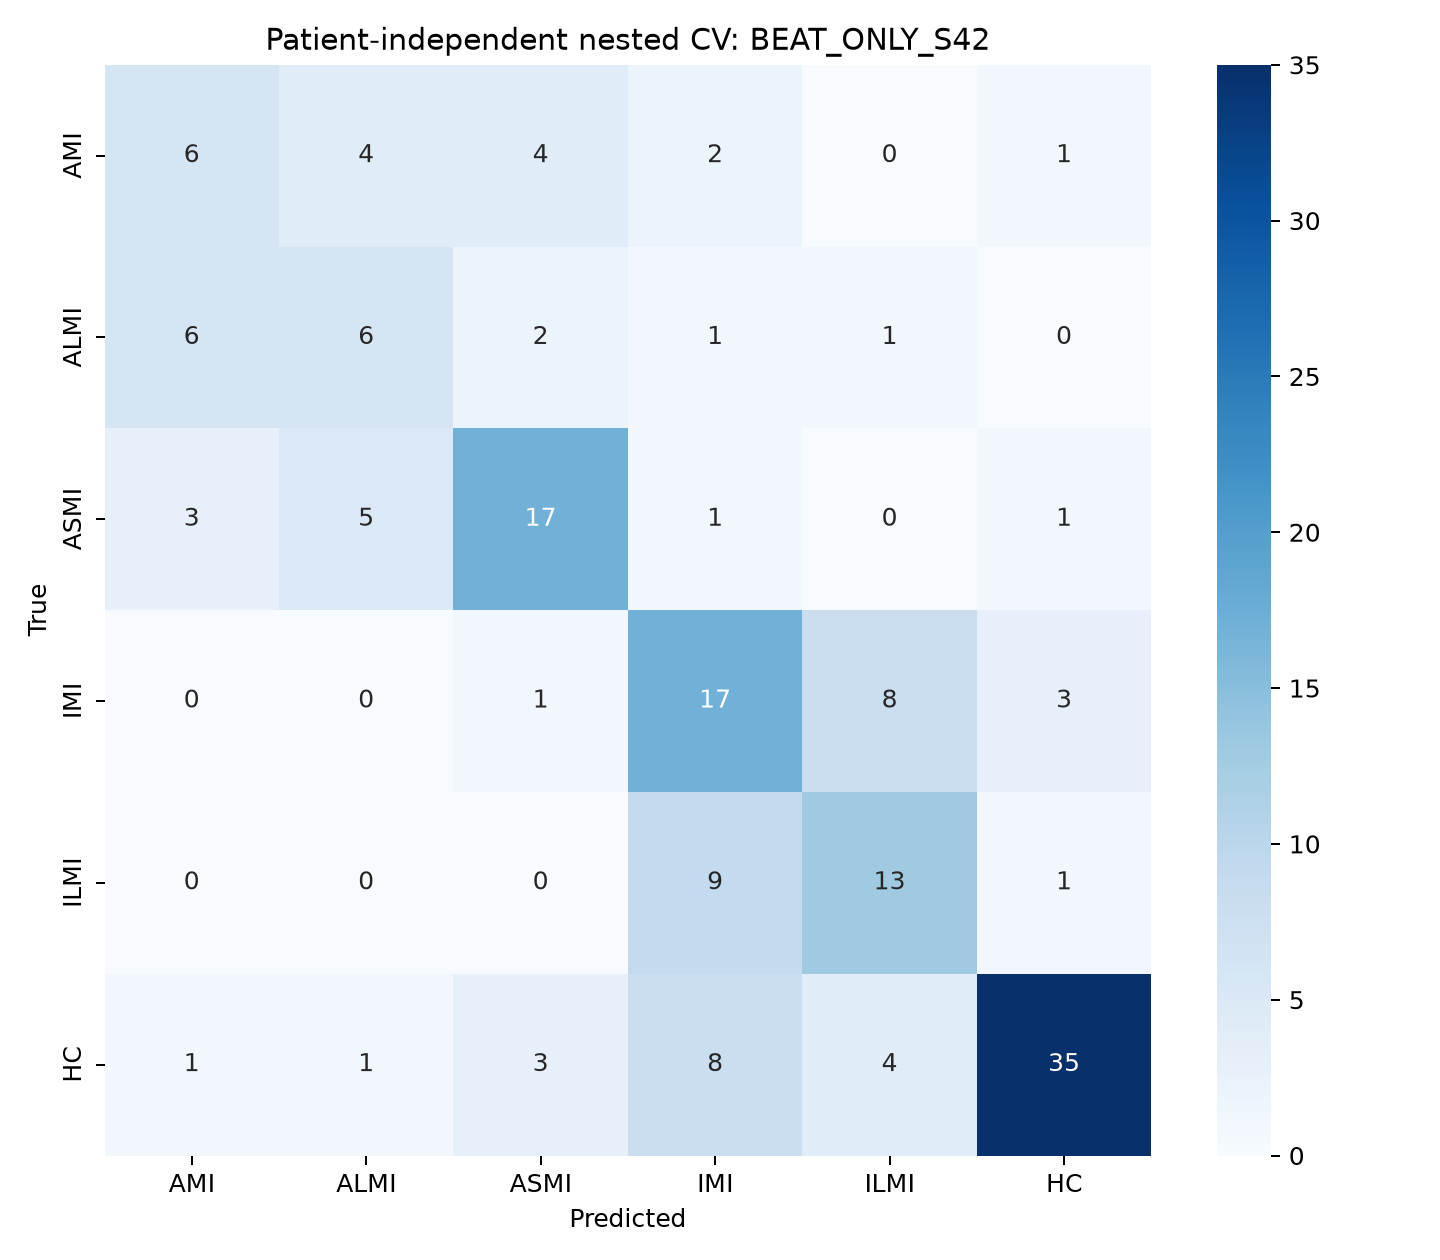 Patient-independent nested CV: BEAT_ONLY_S42
True
AMI 6 4 4 2 0 1
ALMI 6 6 2 1 1 0
ASMI 3 5 17 1 0 1
IMI 0 0 1 17 8 3
ILMI 0 0 0 9 13 1
HC 1 1 3 8 4 35
AMI ALMI ASMI IMI ILMI HC
Predicted
35
30
25
20
15
10
5
0